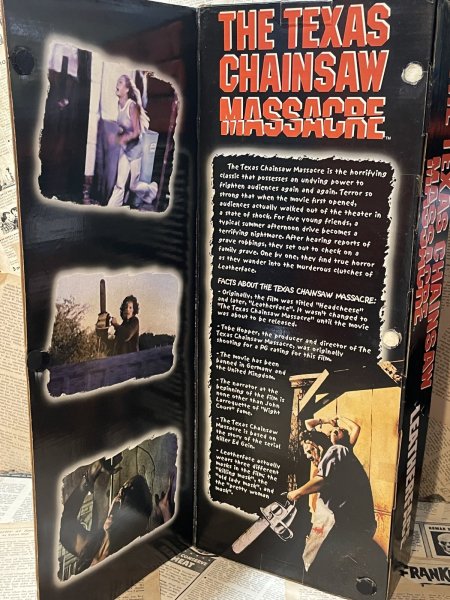 THE TEXAS
CHAINSAW
MASSACRE™
The Texas Chainsaw Massacre is the horrifying
classic that possesses an undying power to
frighten audiences again and again. Terror so
strong that when the movie first opened,
audiences actually walked out of the theater in
a state of shock. For five young friends, a
typical summer afternoon drive becomes a
terrifying nightmare. After hearing reports of
grave robbings, they set out to check on a
family grave. One by one, they find true horror
as they wander into the murderous clutches of
Leatherface.
FACTS ABOUT THE TEXAS CHAINSAW MASSACRE:
- Originally, the film was titled "Headcheese"
and later, "Leatherface". It wasn't changed to
"The Texas Chainsaw Massacre" until the movie
was about to be released.
- Tobe Hooper, the producer and director of The
Texas Chainsaw Massacre, was originally
shooting for a PG rating for this film.
- The movie has been
banned in Germany and
the United Kingdom.
- The narrator at the
beginning of the film is
none other than John
Larroquette of "Night
Court" fame.
- The Texas Chainsaw
Massacre is based on
the story of the serial
killer Ed Gein.
- Leatherface actually
wears three different
masks in the film; the
"killing mask", the
"old lady mask", and
the "pretty woman
mask".
THE TEXAS CHAINSAW
MASSACRE
FRANK